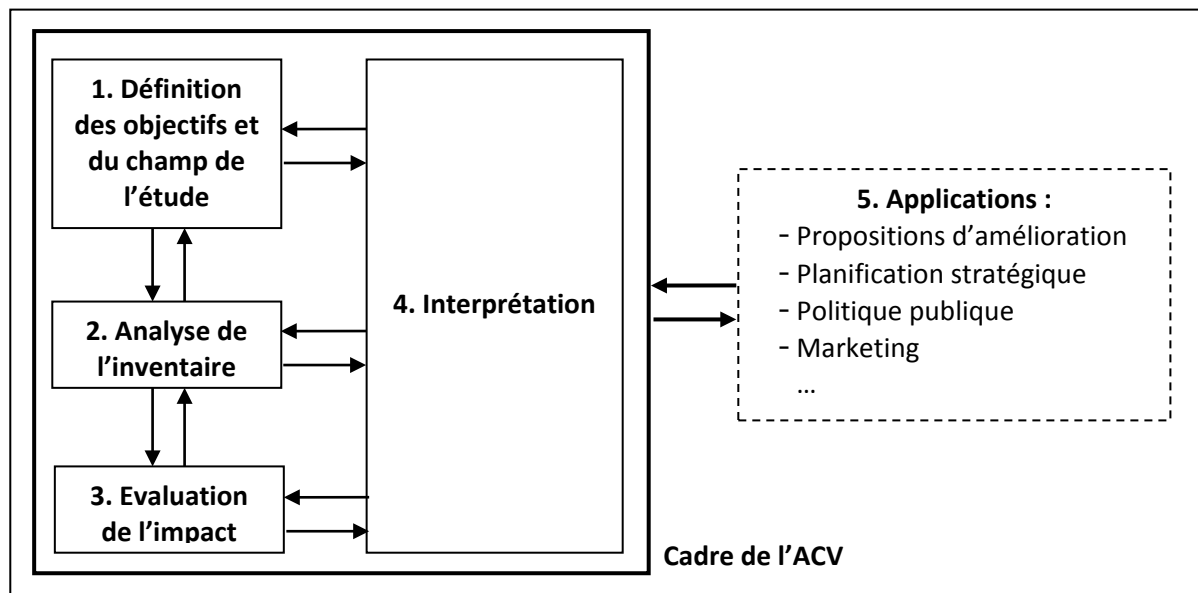 1. Définition
des objectifs et
du champ de
l’étude
2. Analyse de
l’inventaire
3. Evaluation
de l’impact
4. Interprétation
5. Applications :
- Propositions d’amélioration
- Planification stratégique
- Politique publique
- Marketing
...
Cadre de l’ACV